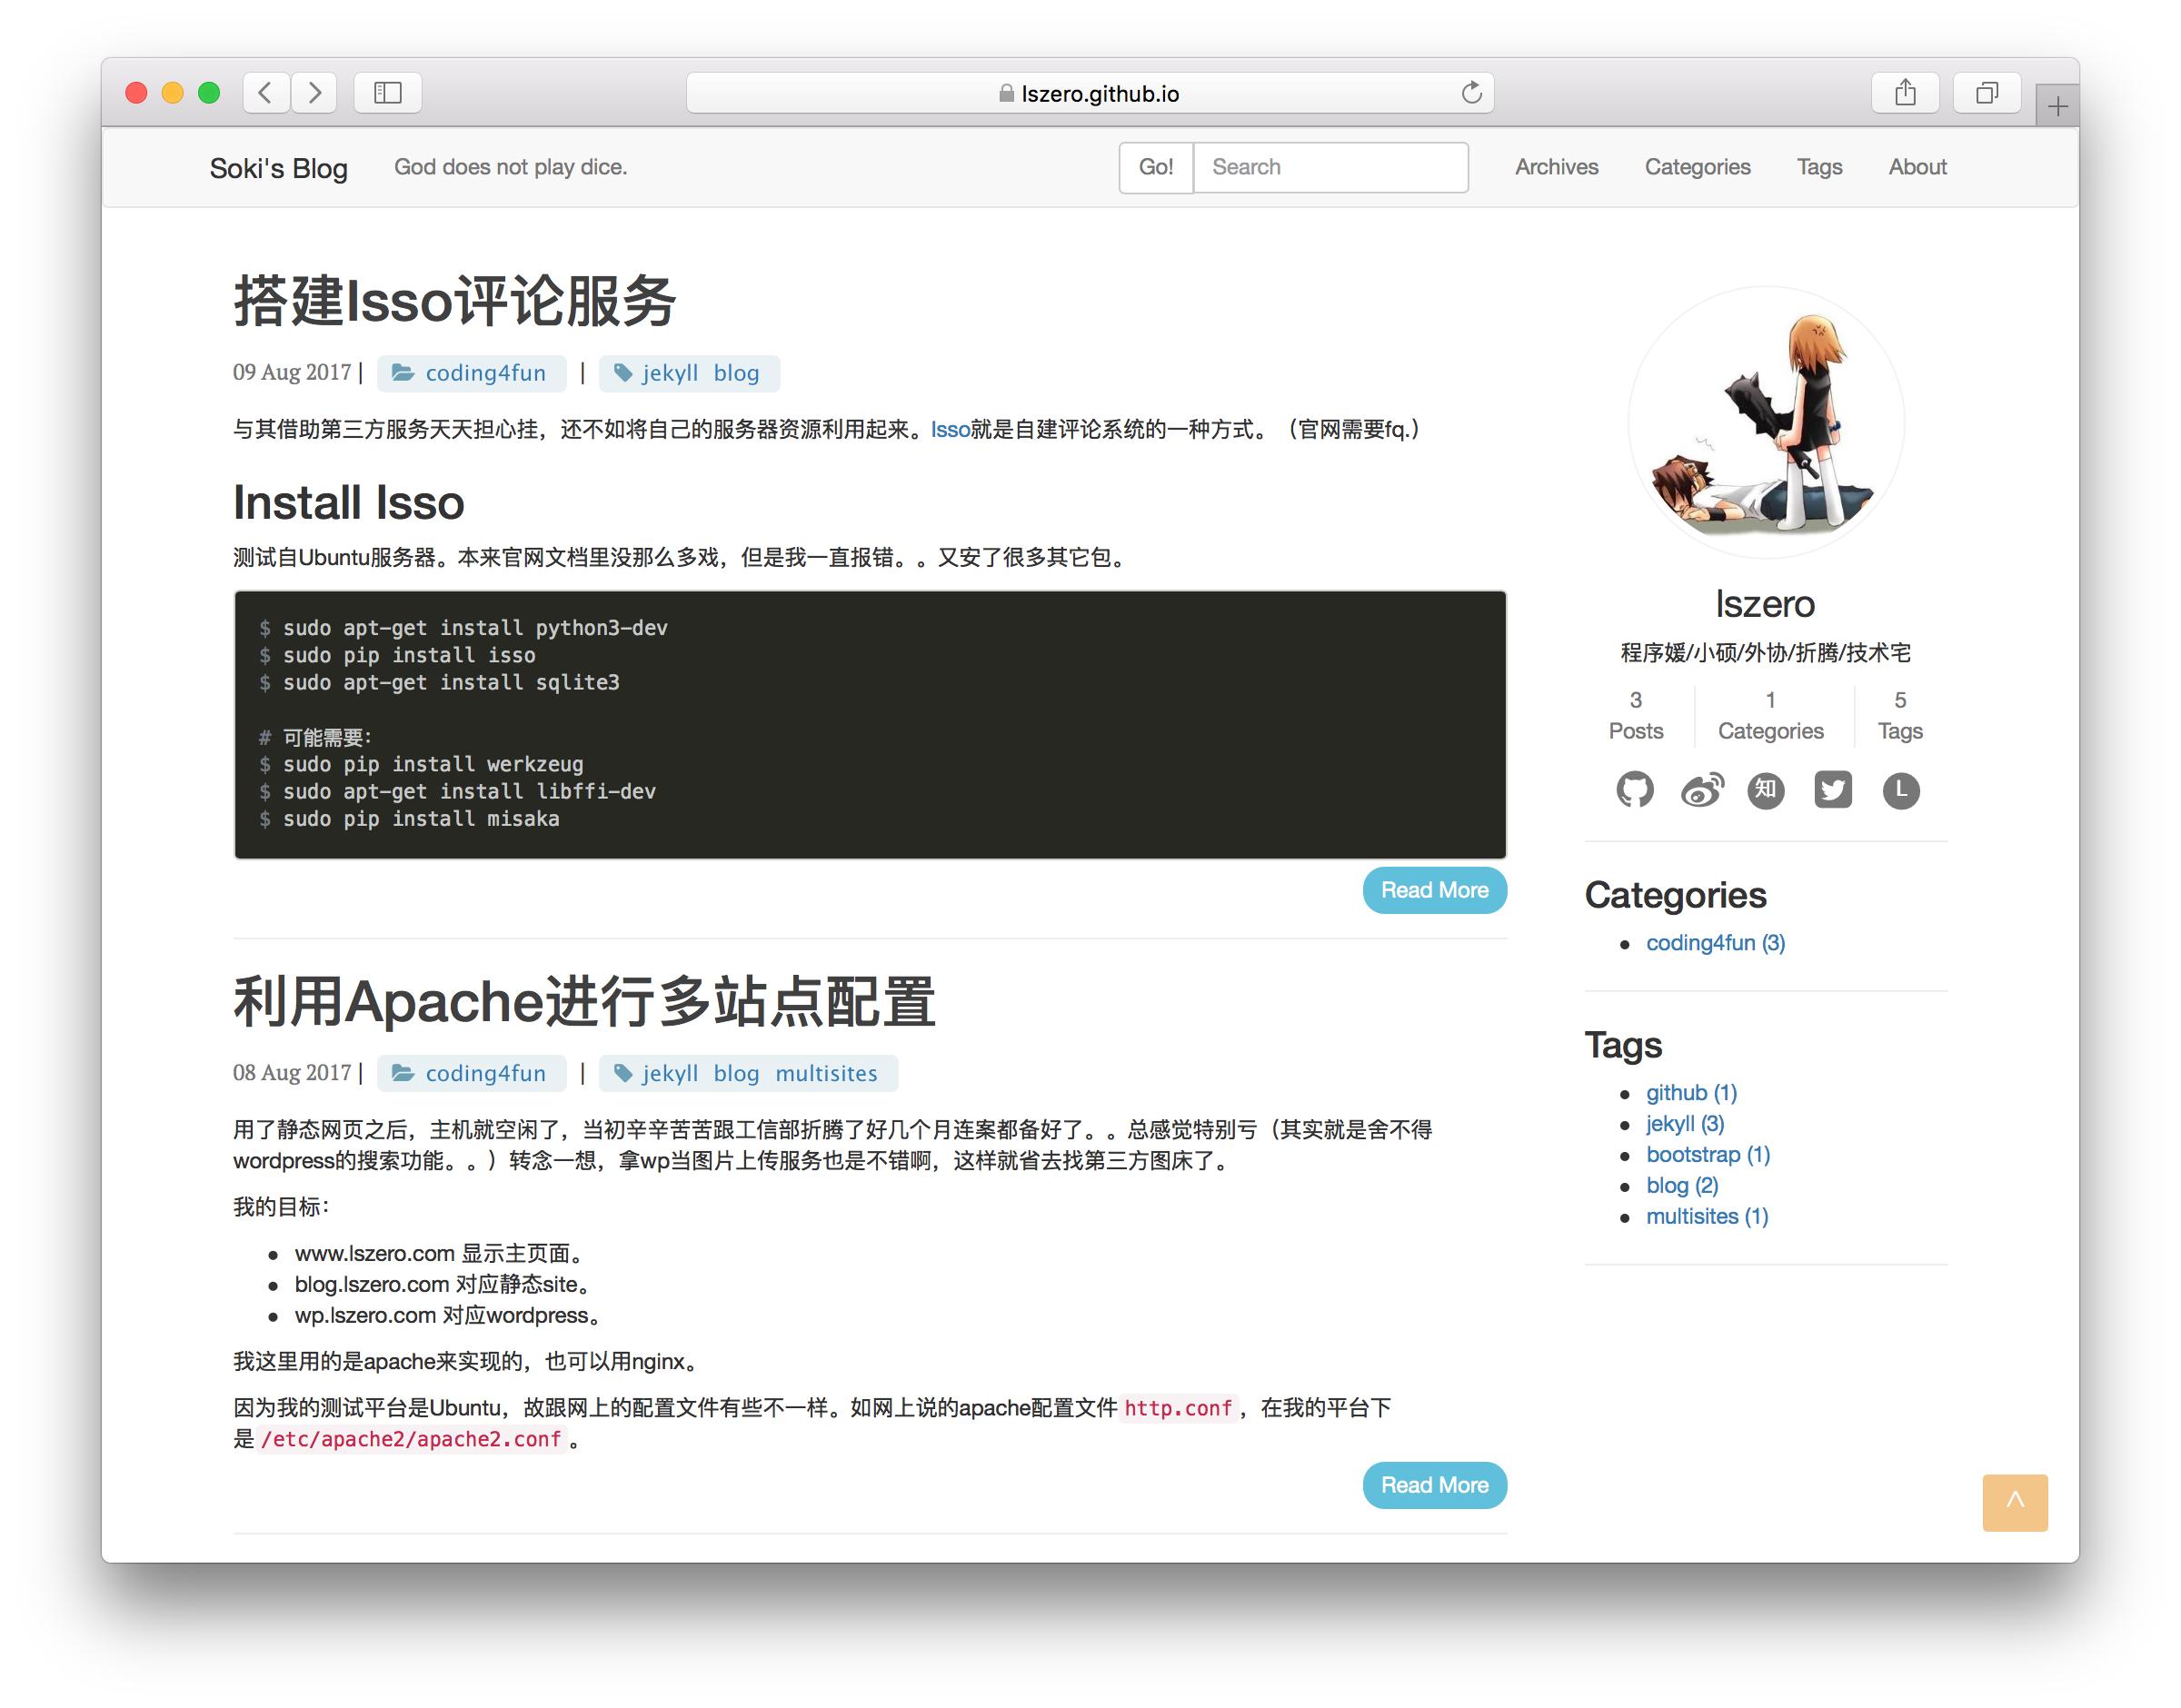 lszero.github.io
Soki's Blog God does not play dice. Go! Search Archives Categories Tags About
搭建Isso评论服务
09 Aug 2017 | coding4fun | jekyll blog
与其借助第三方服务天天担心挂，还不如将自己的服务器资源利用起来。Isso就是自建评论系统的一种方式。（官网需要fq.）
Install Isso
测试自Ubuntu服务器。本来官网文档里没那么多戏，但是我一直报错。。又安了很多其它包。
$ sudo apt-get install python3-dev
$ sudo pip install isso
$ sudo apt-get install sqlite3
# 可能需要：
$ sudo pip install werkzeug
$ sudo apt-get install libffi-dev
$ sudo pip install misaka
Read More
利用Apache进行多站点配置
08 Aug 2017 | coding4fun | jekyll blog multisites
用了静态网页之后，主机就空闲了，当初辛辛苦苦跟工信部折腾了好几个月连案都备好了。。总感觉特别亏（其实就是舍不得
wordpress的搜索功能。。）转念一想，拿wp当图片上传服务也是不错啊，这样就省去找第三方图床了。
我的目标：
• www.lszero.com 显示主页面。
• blog.lszero.com 对应静态site。
• wp.lszero.com 对应wordpress。
我这里用的是apache来实现的，也可以用nginx。
因为我的测试平台是Ubuntu，故跟网上的配置文件有些不一样。如网上说的apache配置文件 http.conf ，在我的平台下
是 /etc/apache2/apache2.conf 。
Read More
lszero
程序媛/小硕/外协/折腾/技术宅
3 1 5
Posts Categories Tags
知 L
Categories
• coding4fun (3)
Tags
• github (1)
• jekyll (3)
• bootstrap (1)
• blog (2)
• multisites (1)
^